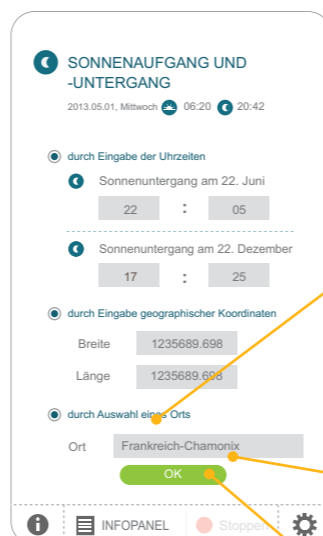 SONNENAUFGANG UND
-UNTERGANG
2013.05.01, Mittwoch 06:20 20:42
durch Eingabe der Uhrzeiten
Sonnenuntergang am 22. Juni
22 : 05
Sonnenuntergang am 22. Dezember
17 : 25
durch Eingabe geographischer Koordinaten
Breite 1235689.698
Länge 1235689.698
durch Auswahl eines Orts
Ort Frankreich-Chamonix
OK
INFOPANEL Stoppen